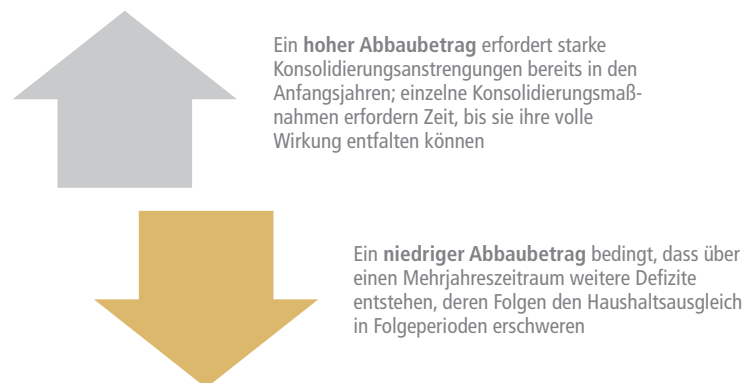 Ein hoher Abbaubetrag erfordert starke
Konsolidierungsanstrengungen bereits in den
Anfangsjahren; einzelne Konsolidierungsmaß-
nahmen erfordern Zeit, bis sie ihre volle
Wirkung entfalten können
Ein niedriger Abbaubetrag bedingt, dass über
einen Mehrjahreszeitraum weitere Defizite
entstehen, deren Folgen den Haushaltsausgleich
in Folgeperioden erschweren